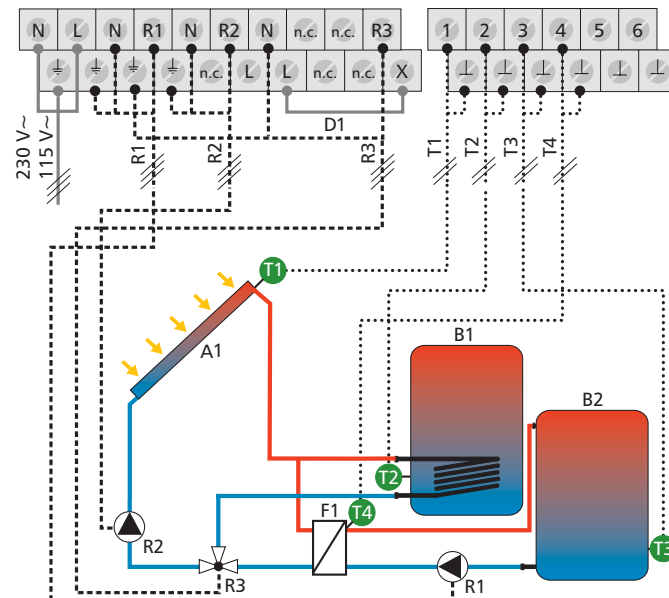 N L N R1 N R2 N n.c. n.c. R3
1 2 3 4 5 6
n.c. L L n.c. n.c. X
D1
230 V~
115 V~
R1
R2
R3
T1
T2
T3
T4
T1
A1
B1
B2
T2
F1
T4
T3
R2
R3
R1